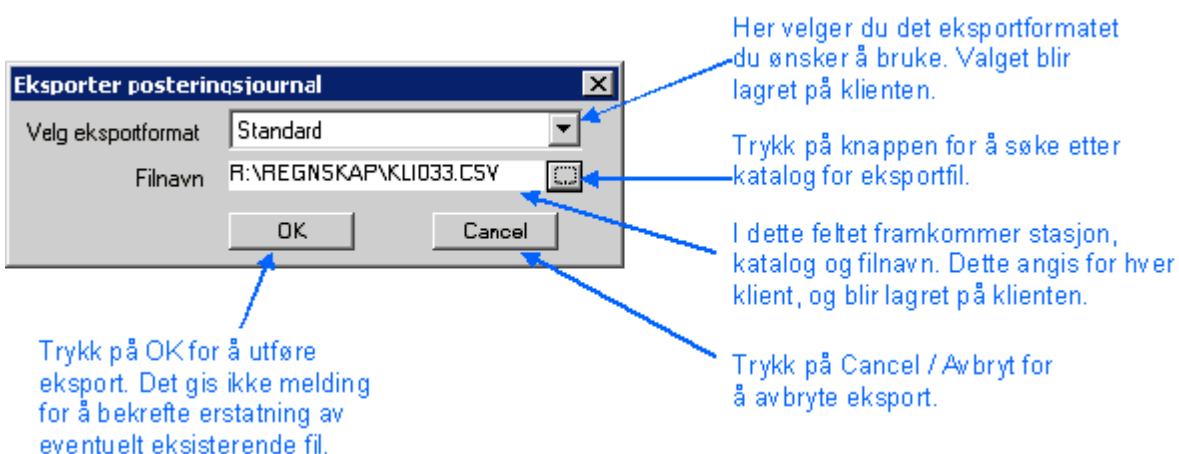 Her velger du det eksportformatet
du ønsker å bruke. Valget blir
lagret på klienten.
Eksporter posteringsjournal
Velg eksportformat
Standard
Filnavn
R:\REGNSKAP\KLI033.CSV
OK
Cancel
Trykk på knappen for å søke etter
katalog for eksportfil.
I dette feltet framkommer stasjon,
katalog og filnavn. Dette angis for hver
klient, og blir lagret på klienten.
Trykk på OK for å utføre
eksport. Det gis ikke melding
for å bekrefte erstatning av
eventuelt eksisterende fil.
Trykk på Cancel / Avbryt for
å avbryte eksport.